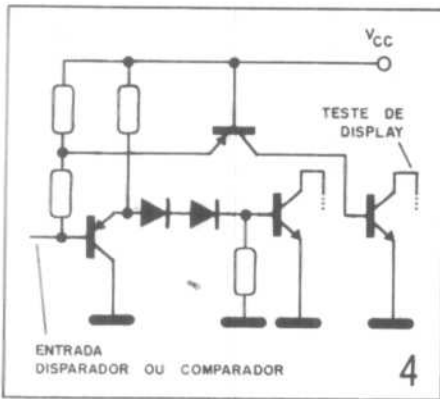 VCC
TESTE DE
DISPLAY
ENTRADA
DISPARADOR OU COMPARADOR
4